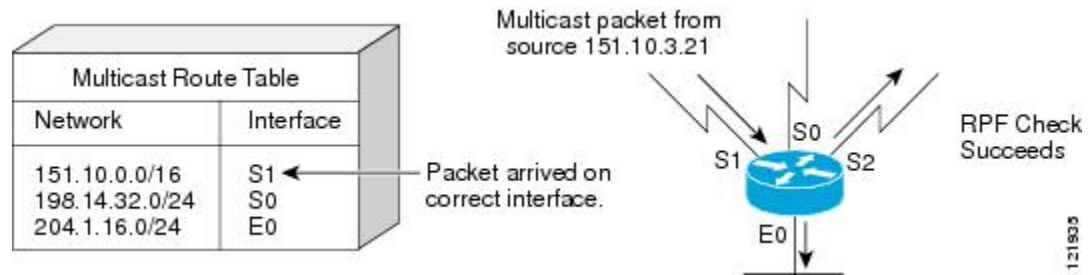 Multicast Route Table
Network Interface
151.10.0.0/16 S1
198.14.32.0/24 S0
204.1.16.0/24 E0
Packet arrived on
correct interface.
Multicast packet from
source 151.10.3.21
S0
S1
S2
E0
RPF Check
Succeeds
121935